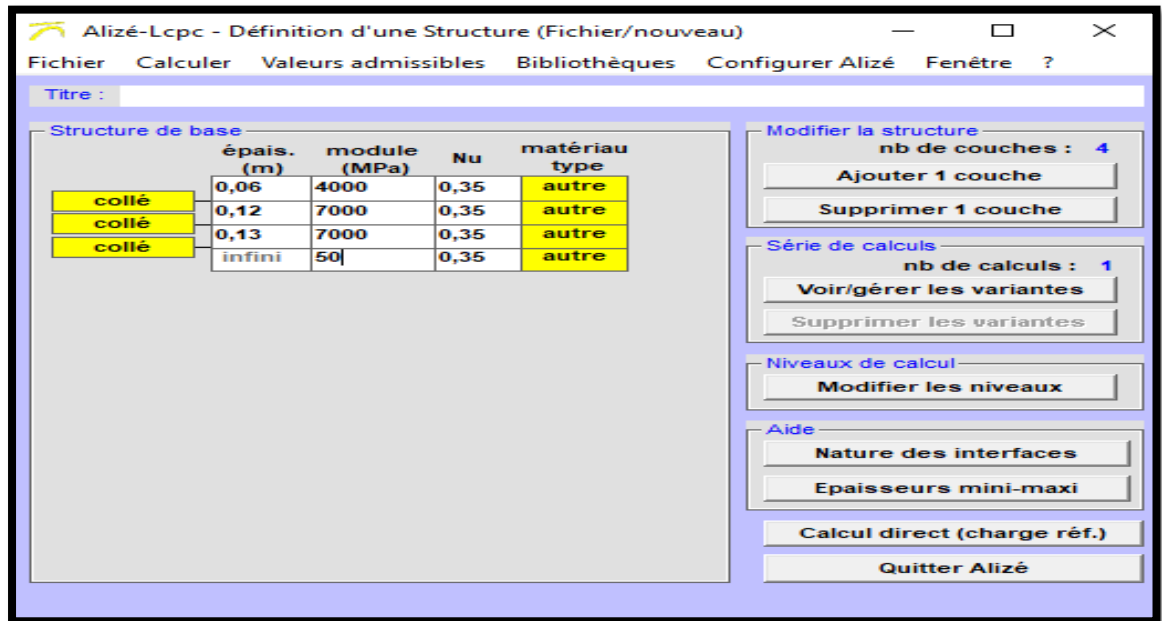 Alizé-Lcpc - Définition d'une Structure (Fichier/nouveau)
Fichier Calculer Valeurs admissibles Bibliothèques Configurer Alizé Fenêtre ?
Titre :
Structure de base
épais. (m) module (MPa) Nu matériau type
0,06 4000 0,35 autre
collé
0,12 7000 0,35 autre
collé
0,13 7000 0,35 autre
collé
infini 50 0,35 autre
Modifier la structure
nb de couches : 4
Ajouter 1 couche
Supprimer 1 couche
Série de calculs
nb de calculs : 1
Voir/gérer les variantes
Supprimer les variantes
Niveaux de calcul
Modifier les niveaux
Aide
Nature des interfaces
Epaisseurs mini-maxi
Calcul direct (charge réf.)
Quitter Alizé